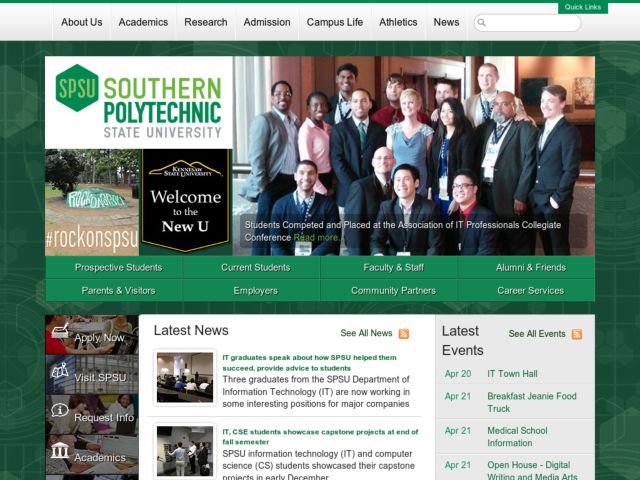 Quick Links
About Us
Academics
Research
Admission
Campus Life
Athletics
News
SPSU
SOUTHERN
POLYTECHNIC
STATE UNIVERSITY
#rockonspsu
KENNESAW
STATE UNIVERSITY
Welcome
to the
New U
Students Competed and Placed at the Association of IT Professionals Collegiate
Conference Read more...
Prospective Students
Current Students
Faculty & Staff
Alumni & Friends
Parents & Visitors
Employers
Community Partners
Career Services
Apply Now
Visit SPSU
Request Info
Academics
Latest News
See All News
IT graduates speak about how SPSU helped them
succeed, provide advice to students
Three graduates from the SPSU Department of
Information Technology (IT) are now working in
some interesting positions for major companies
IT, CSE students showcase capstone projects at end of
fall semester
SPSU information technology (IT) and computer
science (CS) students showcased their capstone
projects in early December.
Latest
Events
See All Events
Apr 20 IT Town Hall
Apr 21 Breakfast Jeanie Food
Truck
Apr 21 Medical School
Information
Apr 21 Open House - Digital
Writing and Media Arts